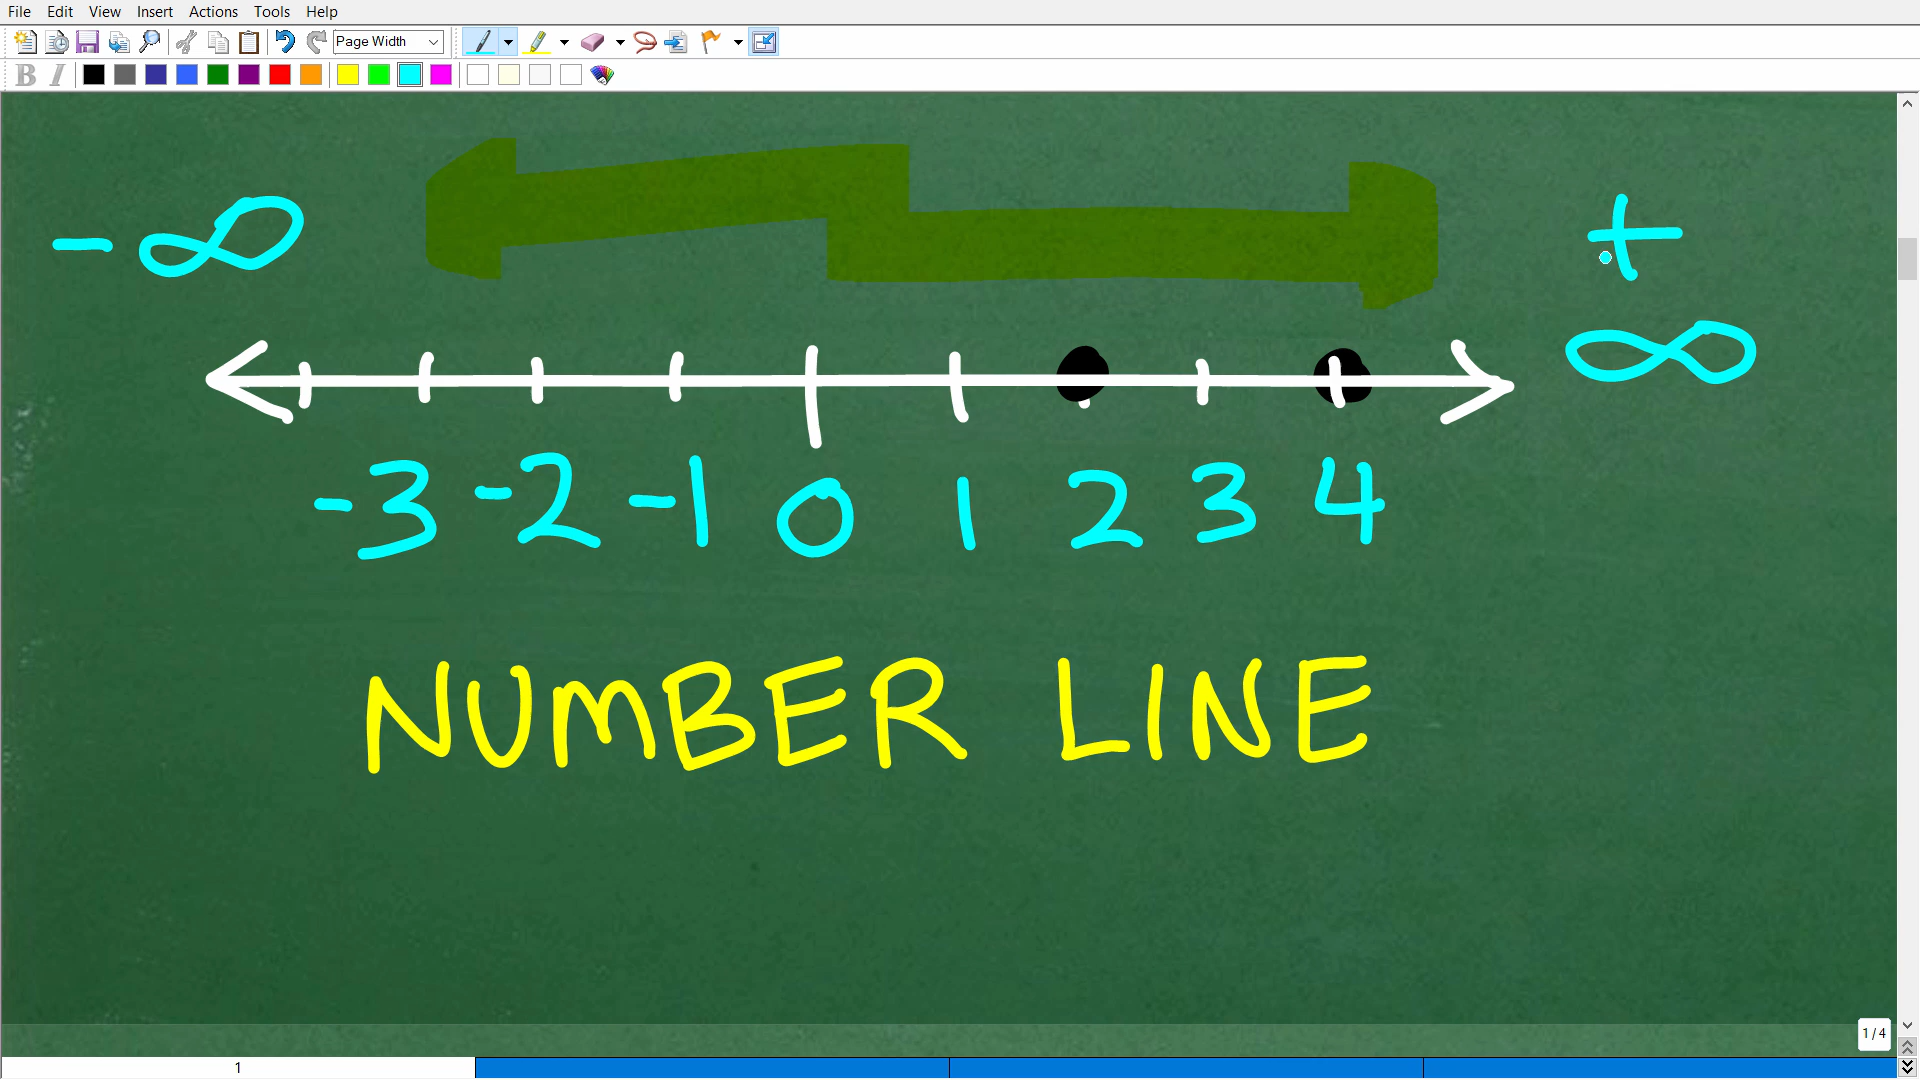 File Edit View Insert Actions Tools Help
Page Width
B I
-∞ +
∞
-3 -2 -1 0 1 2 3 4
NUMBER LINE
1 / 4
1